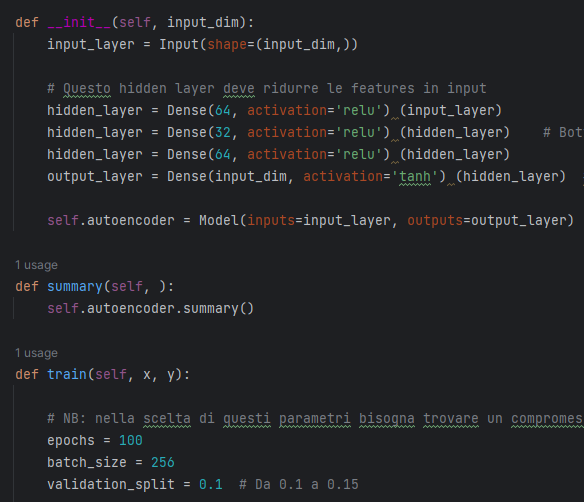 def __init__(self, input_dim):
    input_layer = Input(shape=(input_dim,))
    # Questo hidden layer deve ridurre le features in input
    hidden_layer = Dense(64, activation='relu') (input_layer)
    hidden_layer = Dense(32, activation='relu') (hidden_layer)    # Bot
    hidden_layer = Dense(64, activation='relu') (hidden_layer)
    output_layer = Dense(input_dim, activation='tanh') (hidden_layer)
    self.autoencoder = Model(inputs=input_layer, outputs=output_layer)
1 usage
def summary(self, ):
    self.autoencoder.summary()
1 usage
def train(self, x, y):
    # NB: nella scelta di questi parametri bisogna trovare un compromes
    epochs = 100
    batch_size = 256
    validation_split = 0.1  # Da 0.1 a 0.15